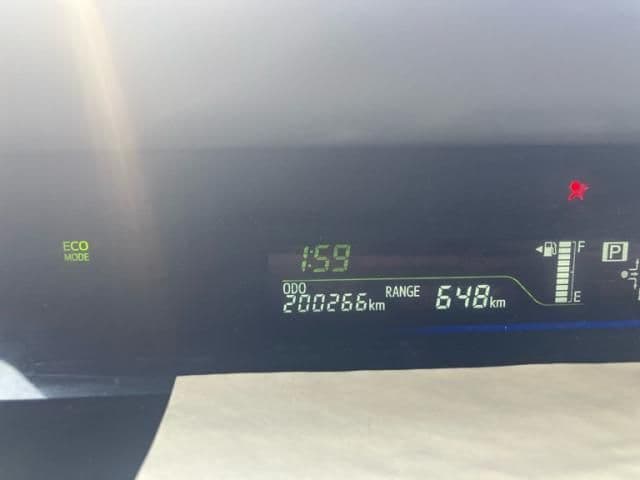 ECO
MODE
1:59
ODO
200266km
RANGE 648km
F
E
P